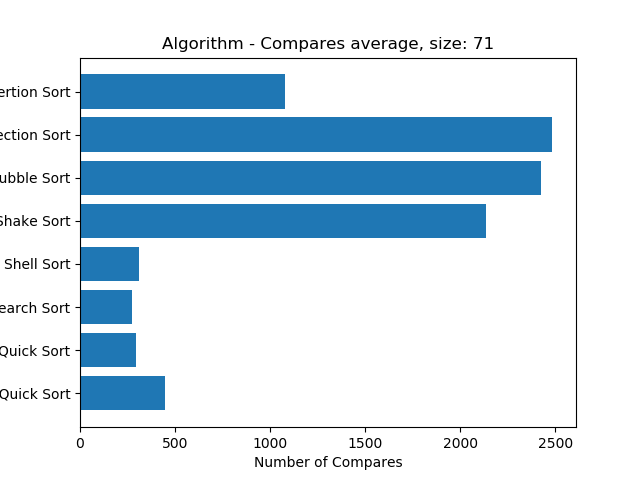 Algorithm - Compares average, size: 71
ertion Sort
ection Sort
ubble Sort
Shake Sort
Shell Sort
earch Sort
Quick Sort
Quick Sort
0 500 1000 1500 2000 2500
Number of Compares